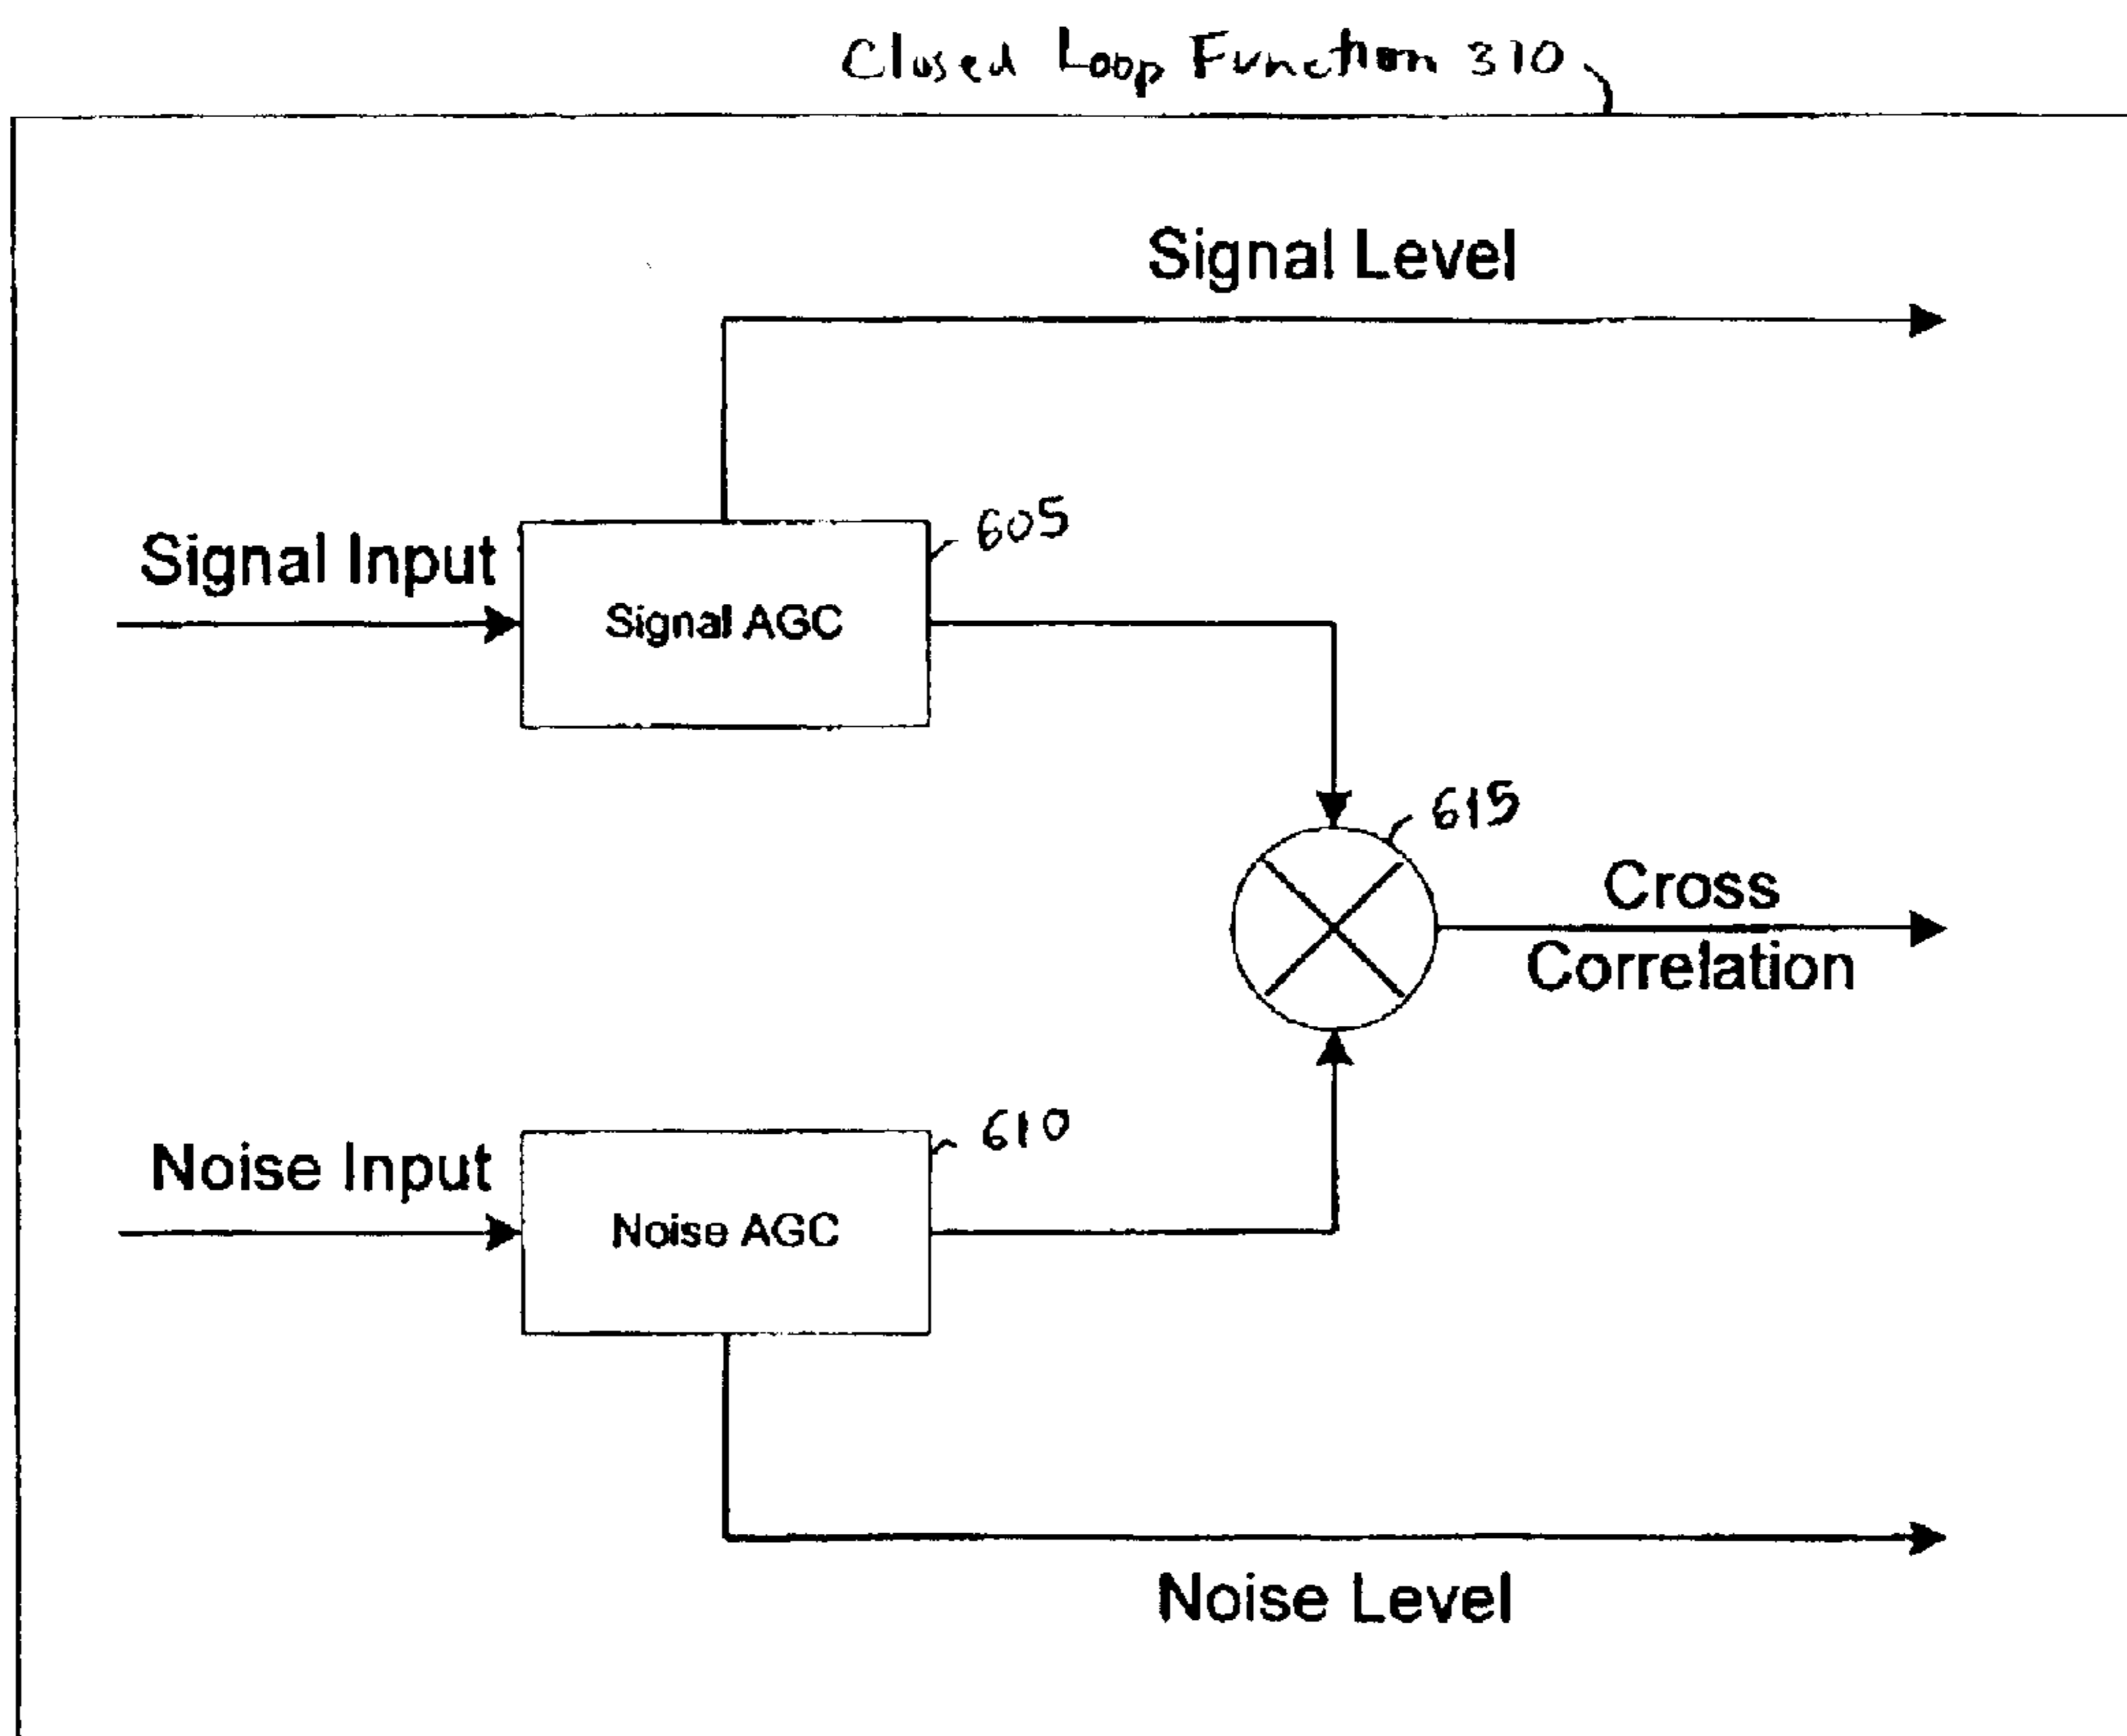 Closed Loop Function 310
Signal Level
605
Signal Input
Signal AGC
615
Cross
Correlation
610
Noise Input
Noise AGC
Noise Level